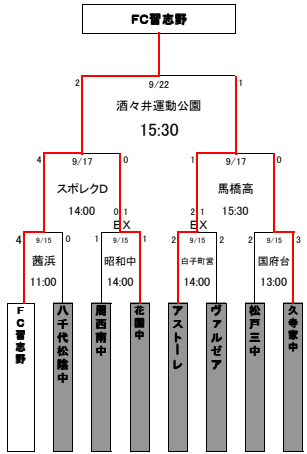 FC習志野
2 9/22 1
酒々井運動公園
15:30
4 9/17 0
1 9/17 0
スポレクD
馬橋高
14:00
15:30
0 1
EX
2 1
EX
4 9/15 0
1 9/15 1
2 9/15 2
2 9/15 3
茜浜
昭和中
白子町営
国府台
11:00
14:00
14:00
13:00
FC習志野
八千代松陰中
周西南中
花園中
アストーレ
ヴァルゼア
松戸三中
久寺家中